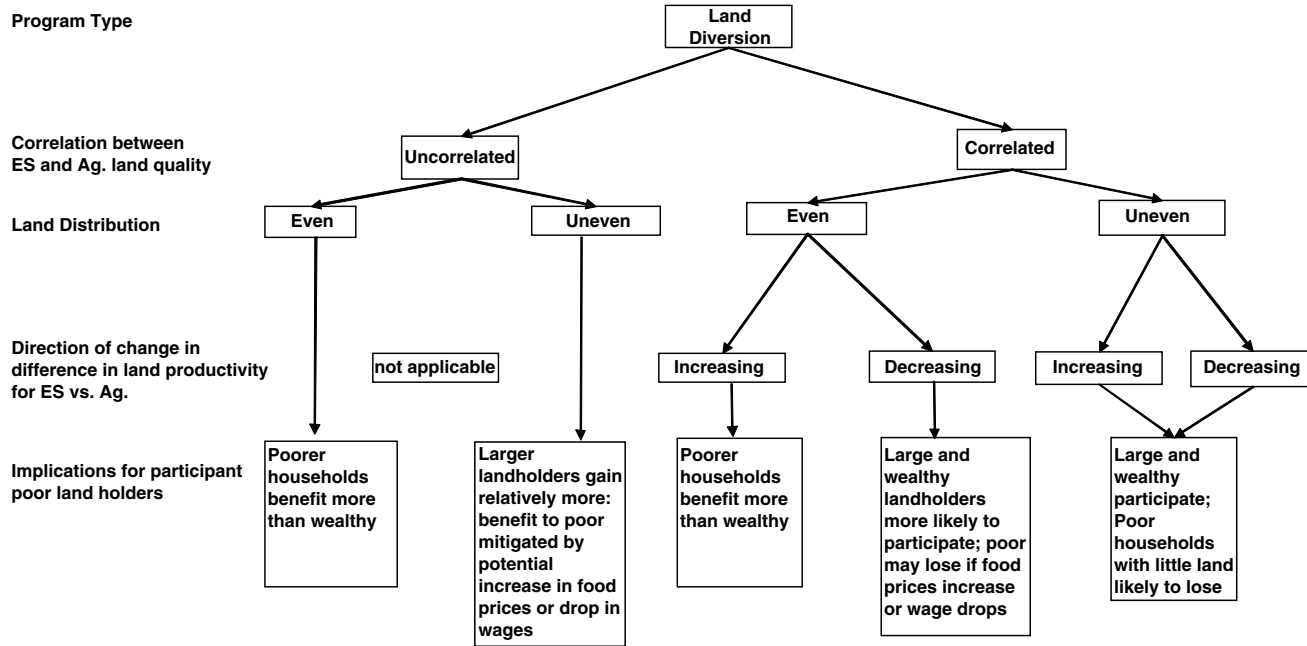 Program Type
Land
Diversion
Correlation between
ES and Ag. land quality
Uncorrelated
Correlated
Land Distribution
Even
Uneven
Even
Uneven
Direction of change in
difference in land productivity
for ES vs. Ag.
not applicable
Increasing
Decreasing
Increasing
Decreasing
Implications for participant
poor land holders
Poorer
households
benefit more
than wealthy
Larger
landholders gain
relatively more:
benefit to poor
mitigated by
potential
increase in food
prices or drop in
wages
Poorer
households
benefit more
than wealthy
Large and
wealthy
landholders
more likely to
participate; poor
may lose if food
prices increase
or wage drops
Large and
wealthy
participate;
Poor
households
with little land
likely to lose